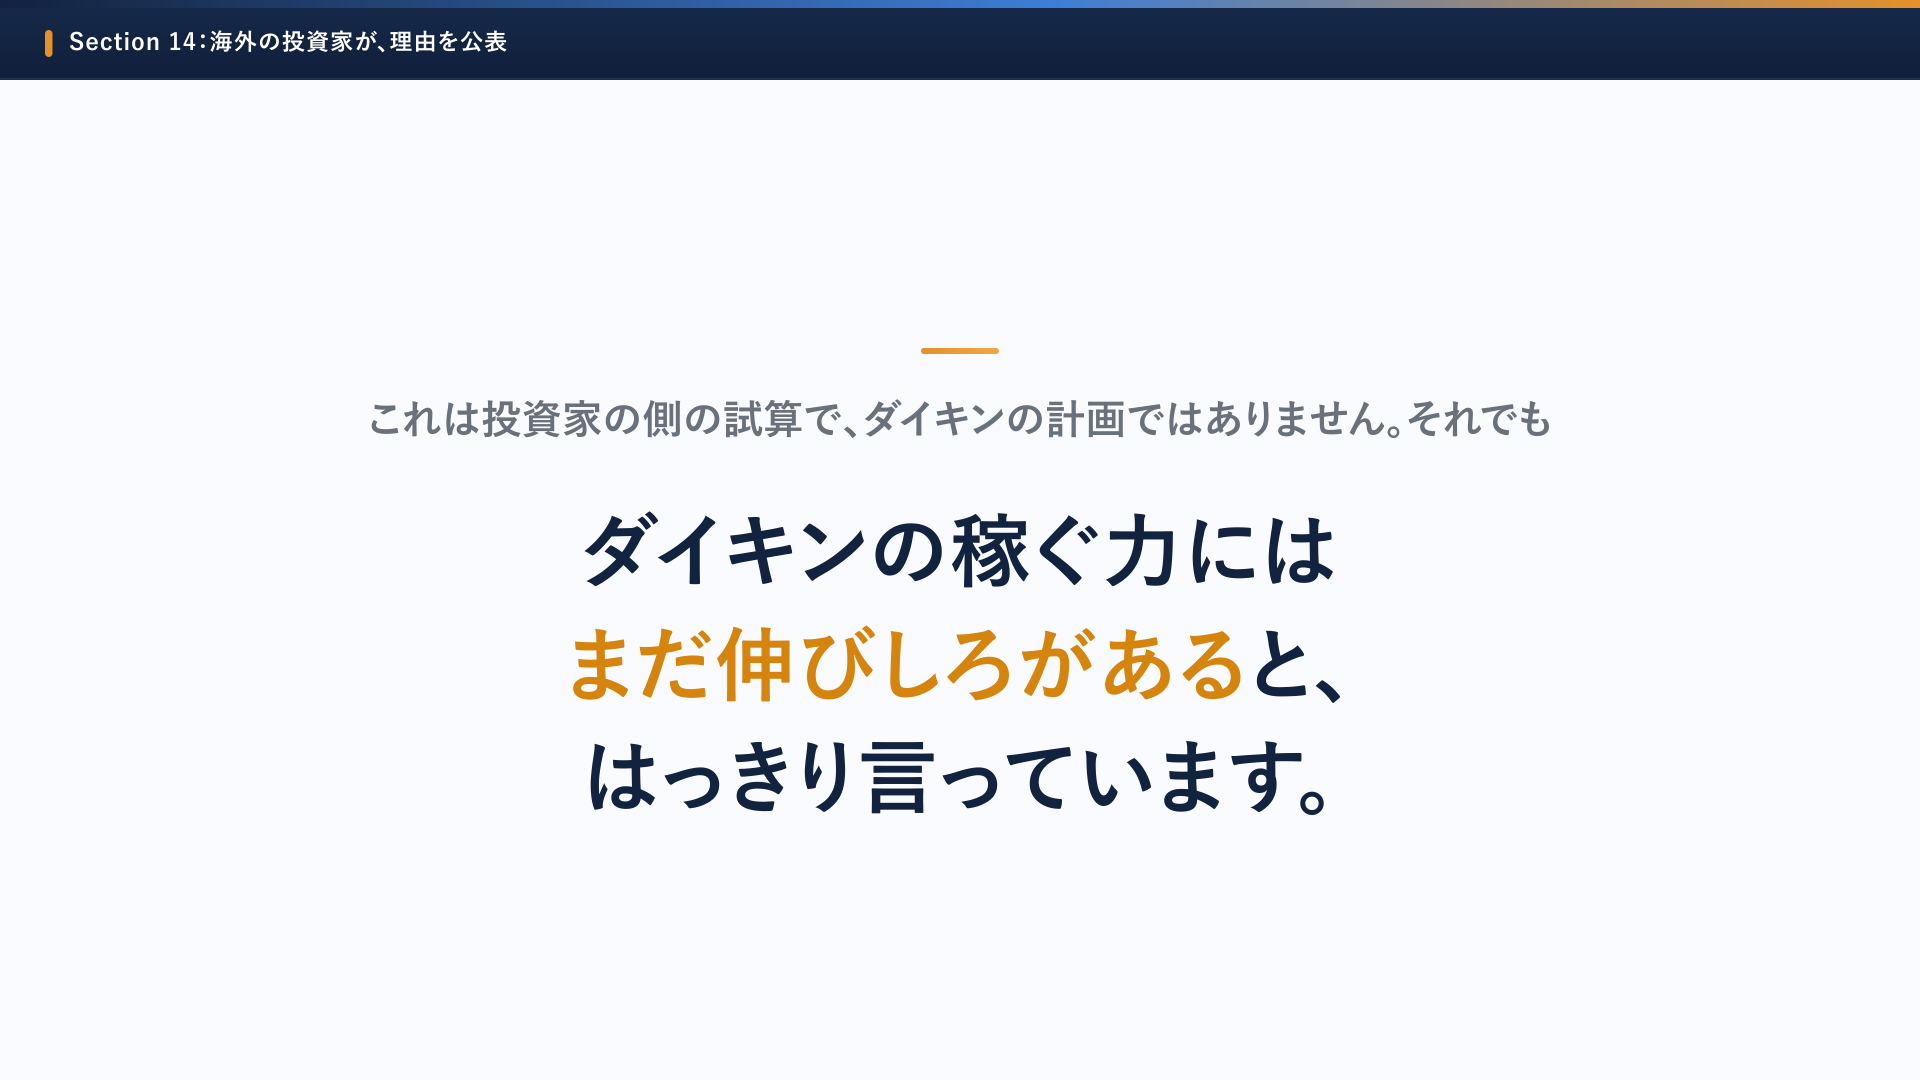 Section 14：海外の投資家が、理由を公表
これは投資家の側の試算で、ダイキンの計画ではありません。それでも
ダイキンの稼ぐ力には
まだ伸びしろがあると、
はっきり言っています。